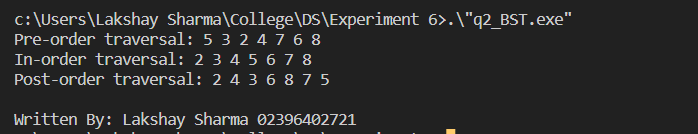 c:\Users\Lakshay Sharma\College\DS\Experiment 6>.\"q2_BST.exe"
Pre-order traversal: 5 3 2 4 7 6 8
In-order traversal: 2 3 4 5 6 7 8
Post-order traversal: 2 4 3 6 8 7 5
Written By: Lakshay Sharma 02396402721